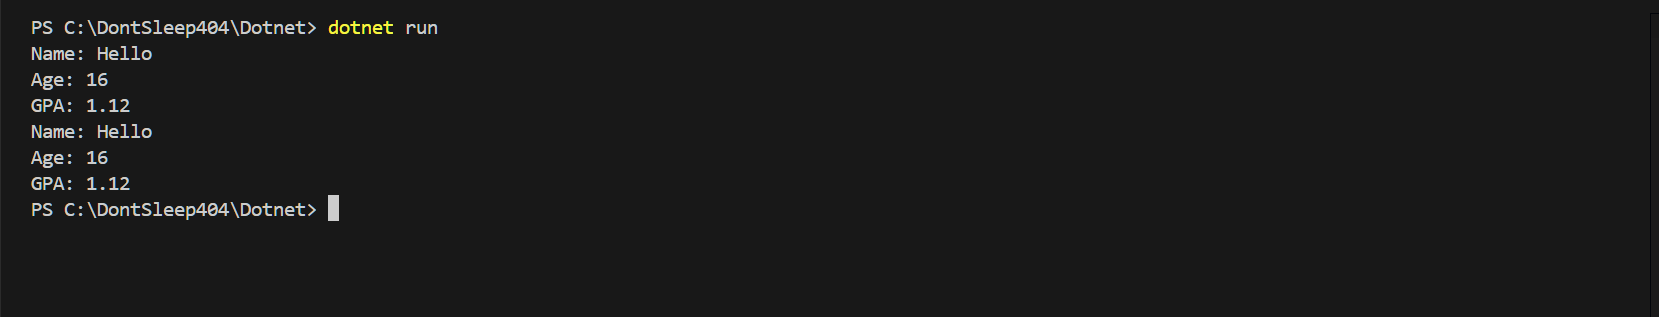 PS C:\DontSleep404\Dotnet> dotnet run
Name: Hello
Age: 16
GPA: 1.12
Name: Hello
Age: 16
GPA: 1.12
PS C:\DontSleep404\Dotnet>